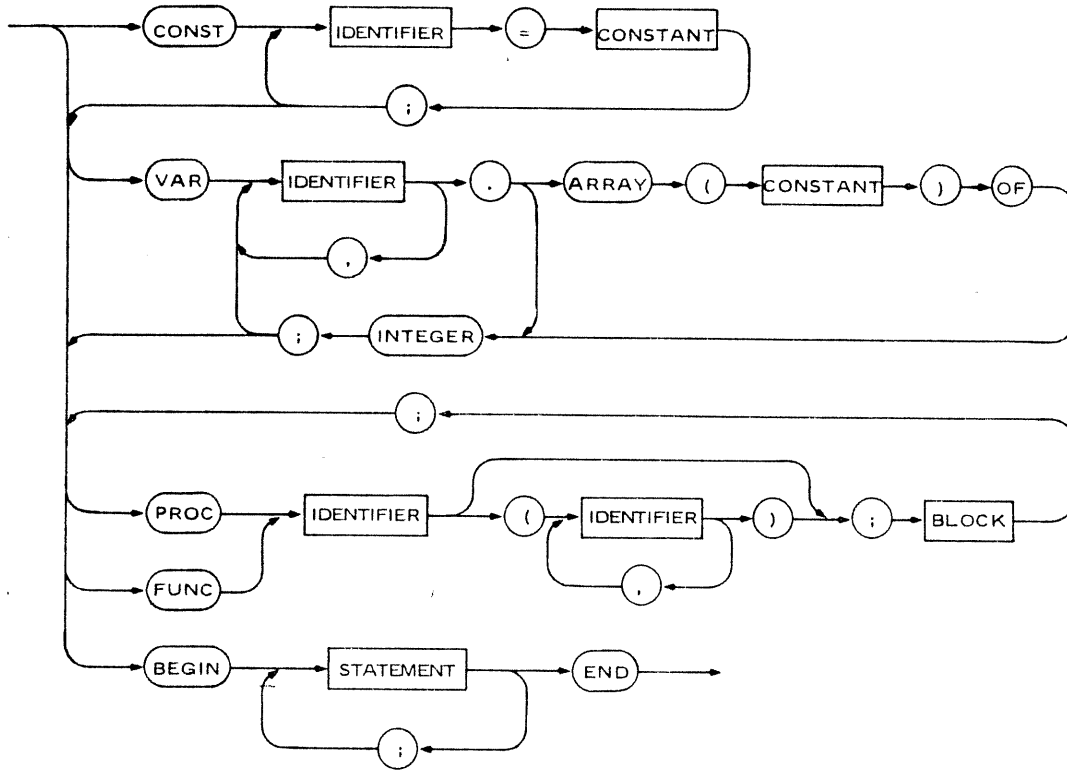 CONST IDENTIFIER = CONSTANT
;
VAR IDENTIFIER . ARRAY ( CONSTANT ) OF
,
; INTEGER
;
PROC IDENTIFIER ( IDENTIFIER ) ; BLOCK
FUNC ,
BEGIN STATEMENT END
;